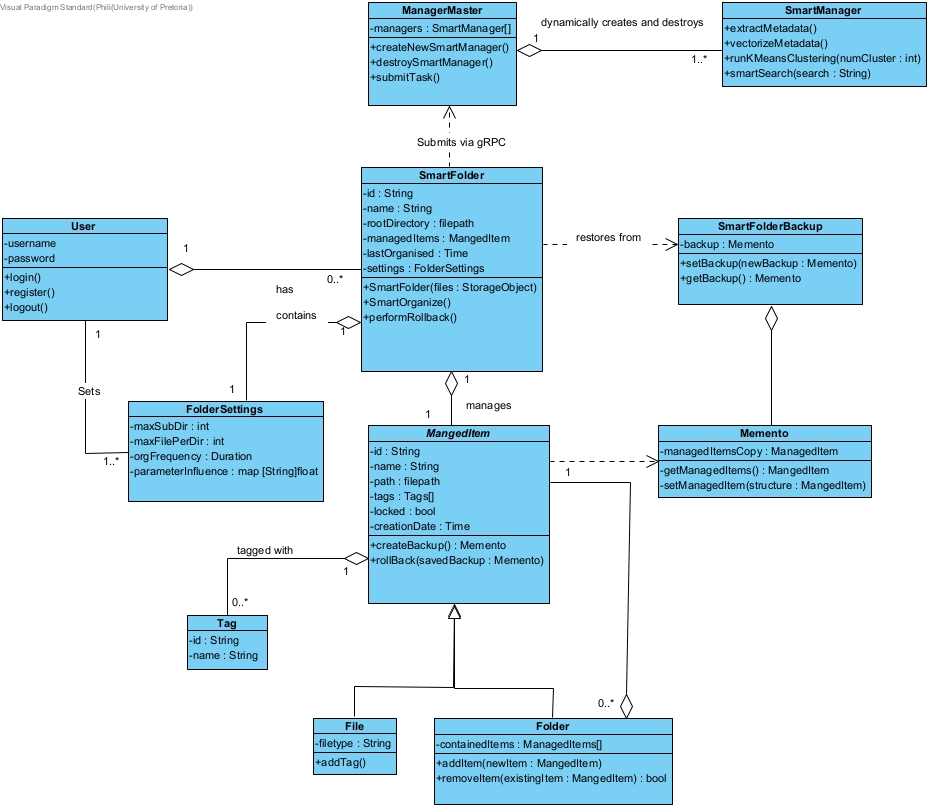 Visual Paradigm Standard(Phili(University of Pretoria))
ManagerMaster
-managers : SmartManager[]
+createNewSmartManager()
+destroySmartManager()
+submitTask()
dynamically creates and destroys
1
1..*
SmartManager
+extractMetadata()
+vectorizeMetadata()
+runKMeansClustering(numCluster : int)
+smartSearch(search : String)
Submits via gRPC
SmartFolder
-id : String
-name : String
-rootDirectory : filepath
-managedItems : MangedItem
-lastOrganised : Time
-settings : FolderSettings
+SmartFolder(files : StorageObject)
+SmartOrganize()
+performRollback()
User
-username
-password
+login()
+register()
+logout()
1
0..*
has
restores from
SmartFolderBackup
-backup : Memento
+setBackup(newBackup : Memento)
+getBackup() : Memento
contains
1
1
1
Sets
1..*
FolderSettings
-maxSubDir : int
-maxFilePerDir : int
-orgFrequency : Duration
-parameterInfluence : map [String]float
1
manages
1
MangedItem
-id : String
-name : String
-path : filepath
-tags : Tags[]
-locked : bool
-creationDate : Time
+createBackup() : Memento
+rollBack(savedBackup : Memento)
Memento
-managedItemsCopy : ManagedItem
-getManagedItems() : MangedItem
-setManagedItem(structure : MangedItem)
1
tagged with
1
0..*
Tag
-id : String
-name : String
0..*
File
-filetype : String
+addTag()
Folder
-containedItems : ManagedItems[]
+addItem(newItem : MangedItem)
+removeItem(existingItem : MangedItem) : bool